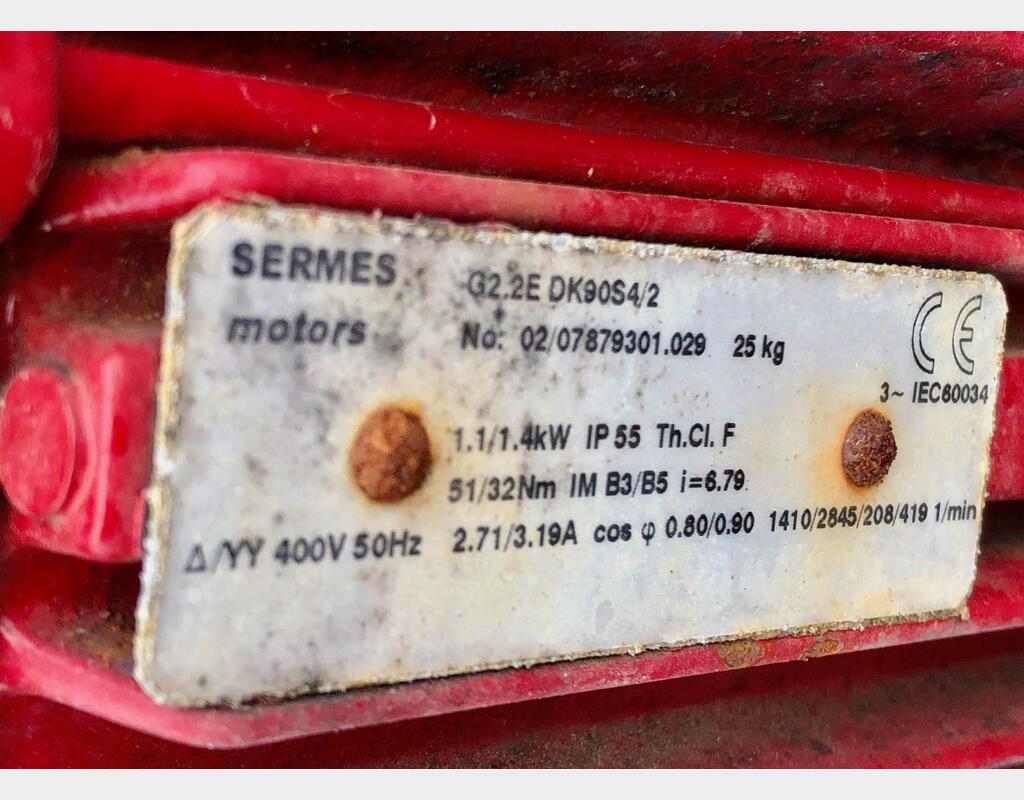 SERMES
motors
G2.2E DK90S4/2
No: 02/07879301.029 25 kg
CE
3~ IEC60034
1.1/1.4kW IP 55 Th.Cl. F
51/32Nm IM B3/B5 i=6.79
Δ/YY 400V 50Hz 2.71/3.19A cos φ 0.80/0.90 1410/2845/208/419 1/min